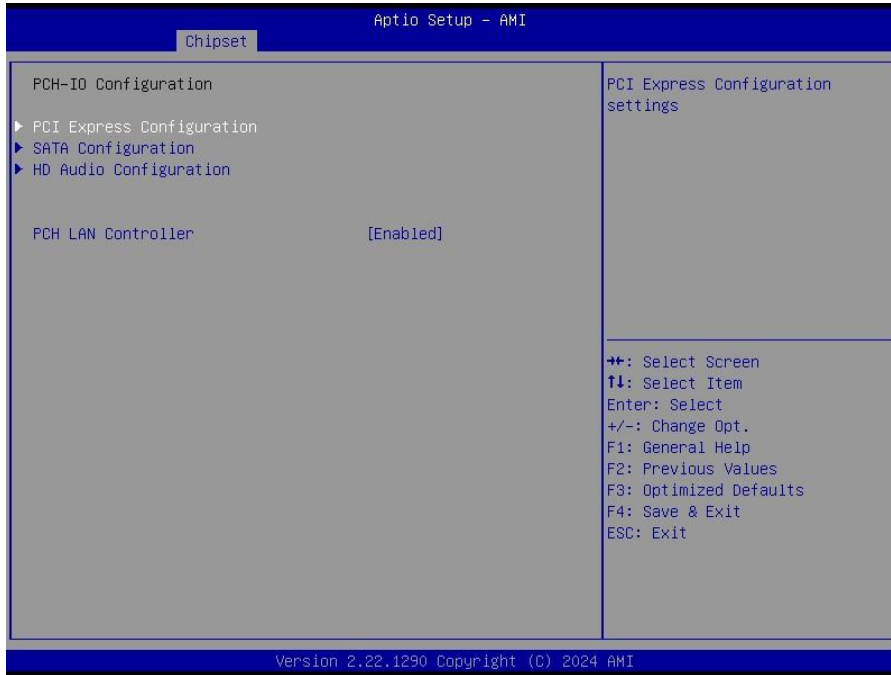 Aptio Setup - AMI
Chipset
PCH-IO Configuration
PCI Express Configuration
SATA Configuration
HD Audio Configuration
PCH LAN Controller [Enabled]
PCI Express Configuration
settings
→←: Select Screen
↑↓: Select Item
Enter: Select
+/-: Change Opt.
F1: General Help
F2: Previous Values
F3: Optimized Defaults
F4: Save & Exit
ESC: Exit
Version 2.22.1290 Copyright (C) 2024 AMI